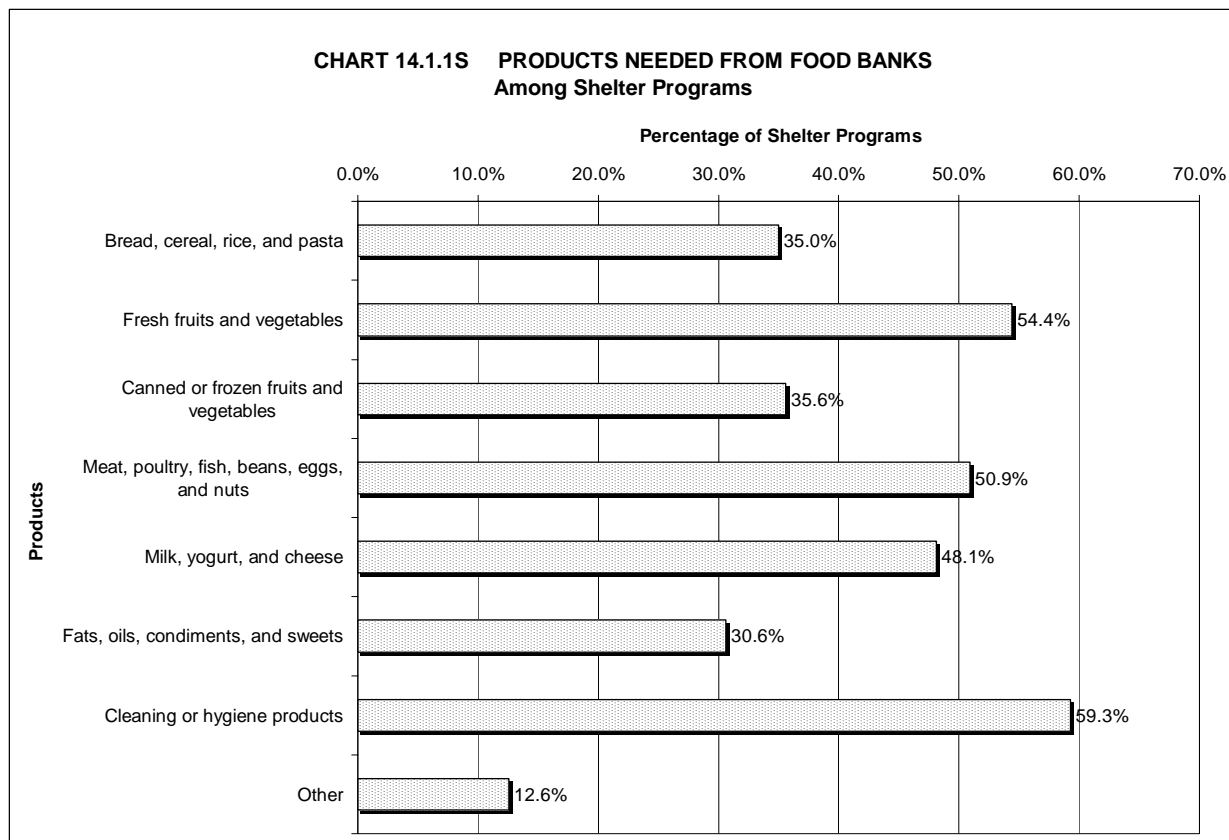 CHART 14.1.1S PRODUCTS NEEDED FROM FOOD BANKS
Among Shelter Programs
Percentage of Shelter Programs
0.0% 10.0% 20.0% 30.0% 40.0% 50.0% 60.0% 70.0%
Products
Bread, cereal, rice, and pasta 35.0%
Fresh fruits and vegetables 54.4%
Canned or frozen fruits and
vegetables 35.6%
Meat, poultry, fish, beans, eggs,
and nuts 50.9%
Milk, yogurt, and cheese 48.1%
Fats, oils, condiments, and sweets 30.6%
Cleaning or hygiene products 59.3%
Other 12.6%